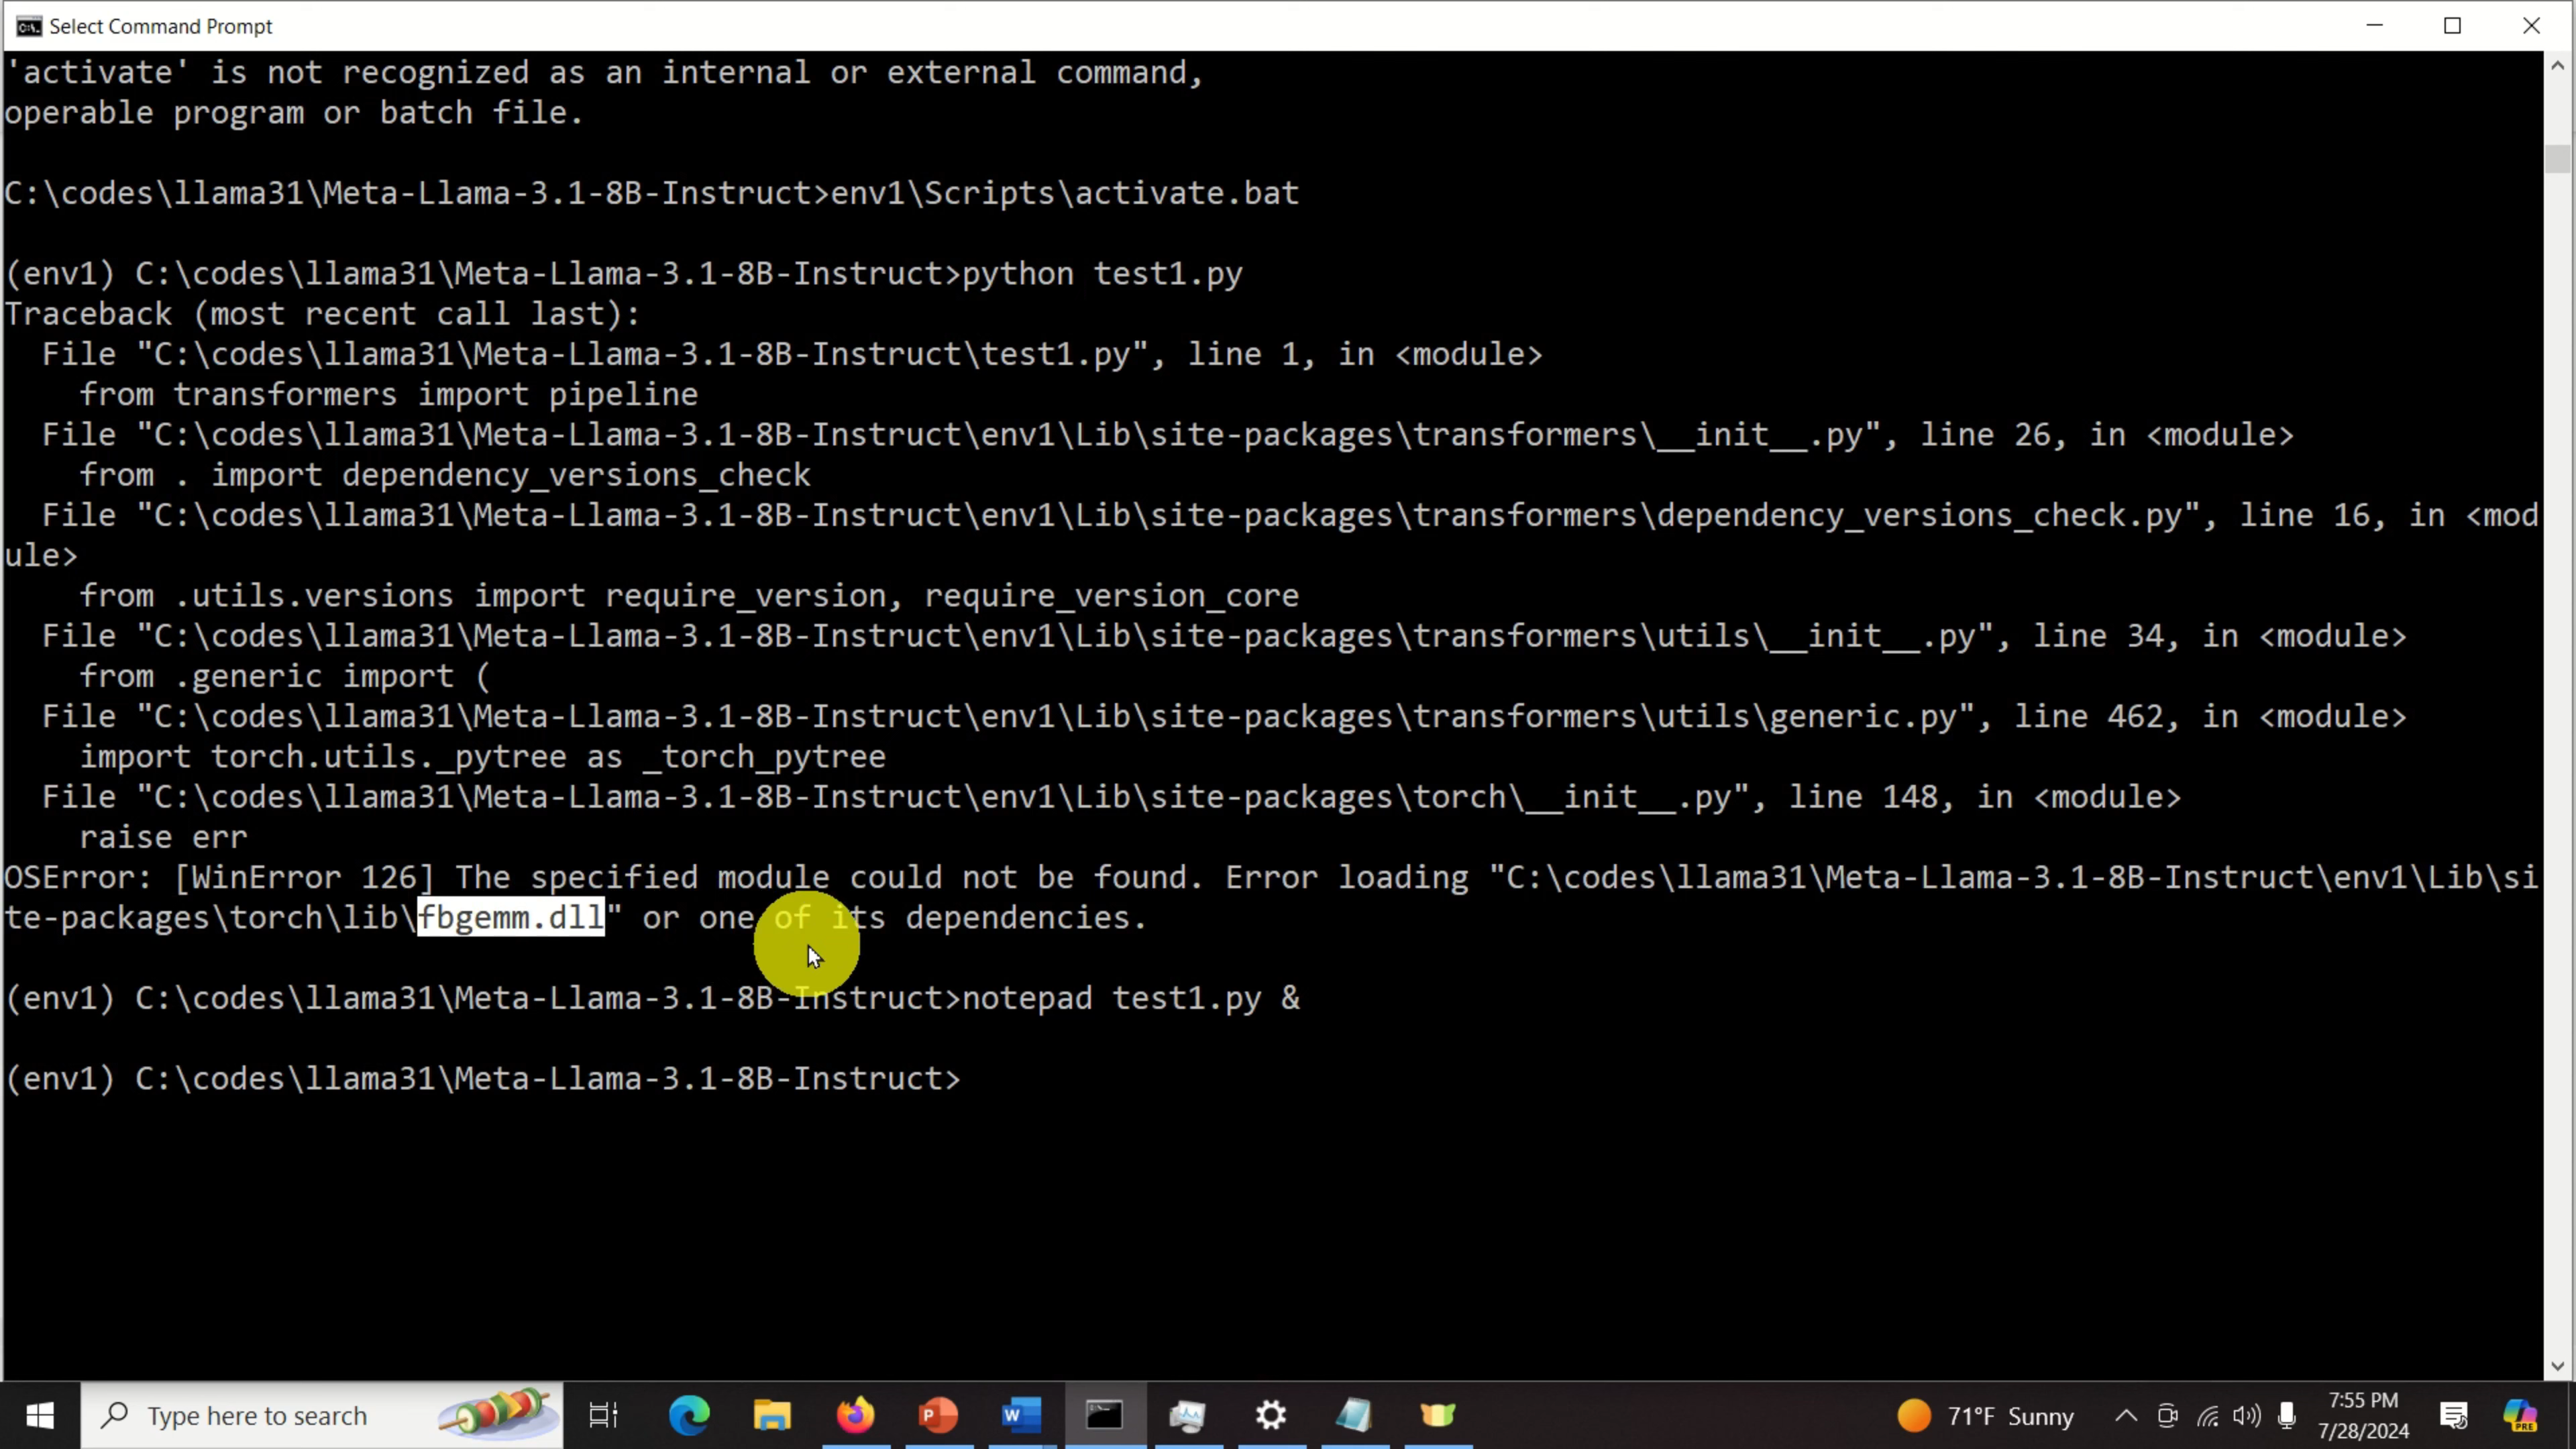 Select Command Prompt
'activate' is not recognized as an internal or external command,
operable program or batch file.
C:\codes\llama31\Meta-Llama-3.1-8B-Instruct>env1\Scripts\activate.bat
(env1) C:\codes\llama31\Meta-Llama-3.1-8B-Instruct>python test1.py
Traceback (most recent call last):
  File "C:\codes\llama31\Meta-Llama-3.1-8B-Instruct\test1.py", line 1, in <module>
    from transformers import pipeline
  File "C:\codes\llama31\Meta-Llama-3.1-8B-Instruct\env1\Lib\site-packages\transformers\__init__.py", line 26, in <module>
    from . import dependency_versions_check
  File "C:\codes\llama31\Meta-Llama-3.1-8B-Instruct\env1\Lib\site-packages\transformers\dependency_versions_check.py", line 16, in <mod
ule>
    from .utils.versions import require_version, require_version_core
  File "C:\codes\llama31\Meta-Llama-3.1-8B-Instruct\env1\Lib\site-packages\transformers\utils\__init__.py", line 34, in <module>
    from .generic import (
  File "C:\codes\llama31\Meta-Llama-3.1-8B-Instruct\env1\Lib\site-packages\transformers\utils\generic.py", line 462, in <module>
    import torch.utils._pytree as _torch_pytree
  File "C:\codes\llama31\Meta-Llama-3.1-8B-Instruct\env1\Lib\site-packages\torch\__init__.py", line 148, in <module>
    raise err
OSError: [WinError 126] The specified module could not be found. Error loading "C:\codes\llama31\Meta-Llama-3.1-8B-Instruct\env1\Lib\si
te-packages\torch\lib\fbgemm.dll" or one of its dependencies.
(env1) C:\codes\llama31\Meta-Llama-3.1-8B-Instruct>notepad test1.py &
(env1) C:\codes\llama31\Meta-Llama-3.1-8B-Instruct>
Type here to search
71°F Sunny
7:55 PM
7/28/2024